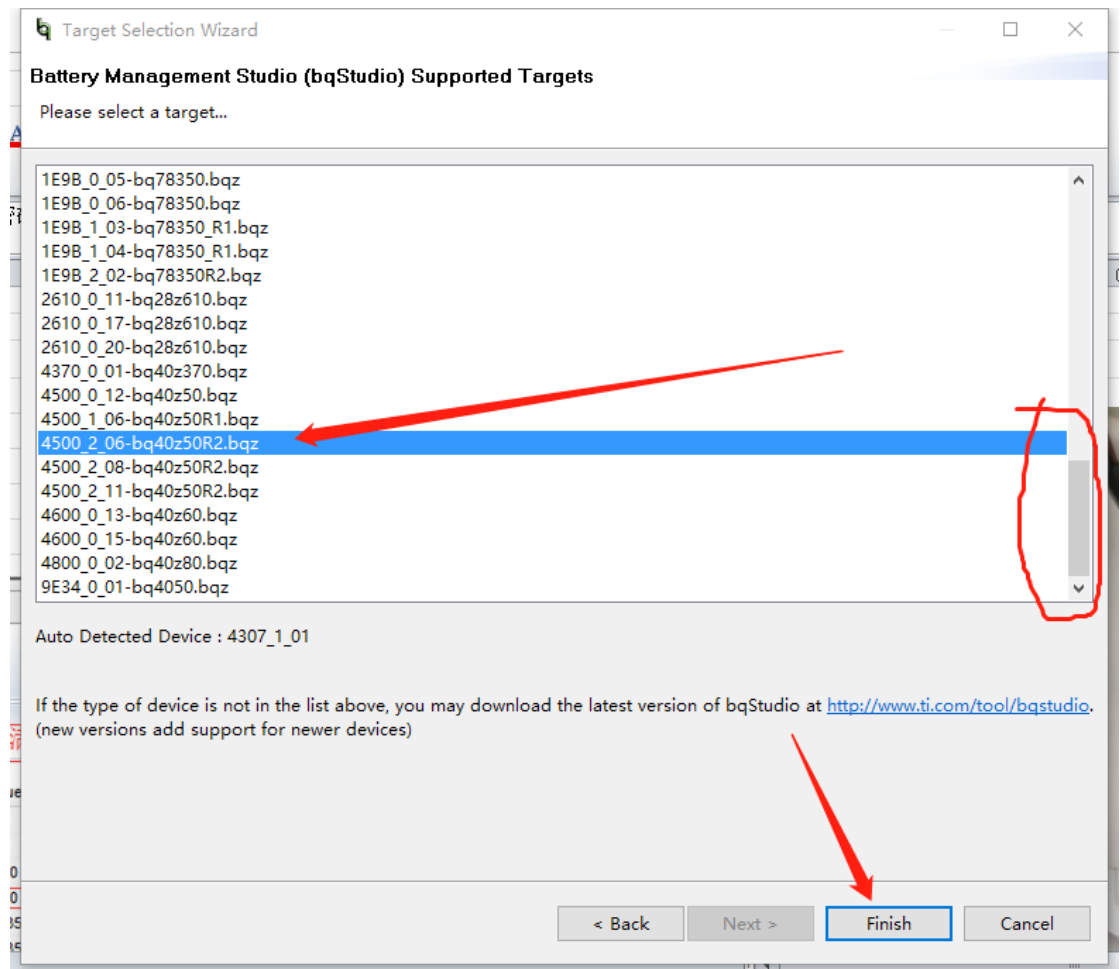 Target Selection Wizard
Battery Management Studio (bqStudio) Supported Targets
Please select a target...
1E9B_0_05-bq78350.bqz
1E9B_0_06-bq78350.bqz
1E9B_1_03-bq78350_R1.bqz
1E9B_1_04-bq78350_R1.bqz
1E9B_2_02-bq78350R2.bqz
2610_0_11-bq28z610.bqz
2610_0_17-bq28z610.bqz
2610_0_20-bq28z610.bqz
4370_0_01-bq40z370.bqz
4500_0_12-bq40z50.bqz
4500_1_06-bq40z50R1.bqz
4500_2_06-bq40z50R2.bqz
4500_2_08-bq40z50R2.bqz
4500_2_11-bq40z50R2.bqz
4600_0_13-bq40z60.bqz
4600_0_15-bq40z60.bqz
4800_0_02-bq40z80.bqz
9E34_0_01-bq4050.bqz
Auto Detected Device : 4307_1_01
If the type of device is not in the list above, you may download the latest version of bqStudio at http://www.ti.com/tool/bqstudio.
(new versions add support for newer devices)
< Back Next > Finish Cancel